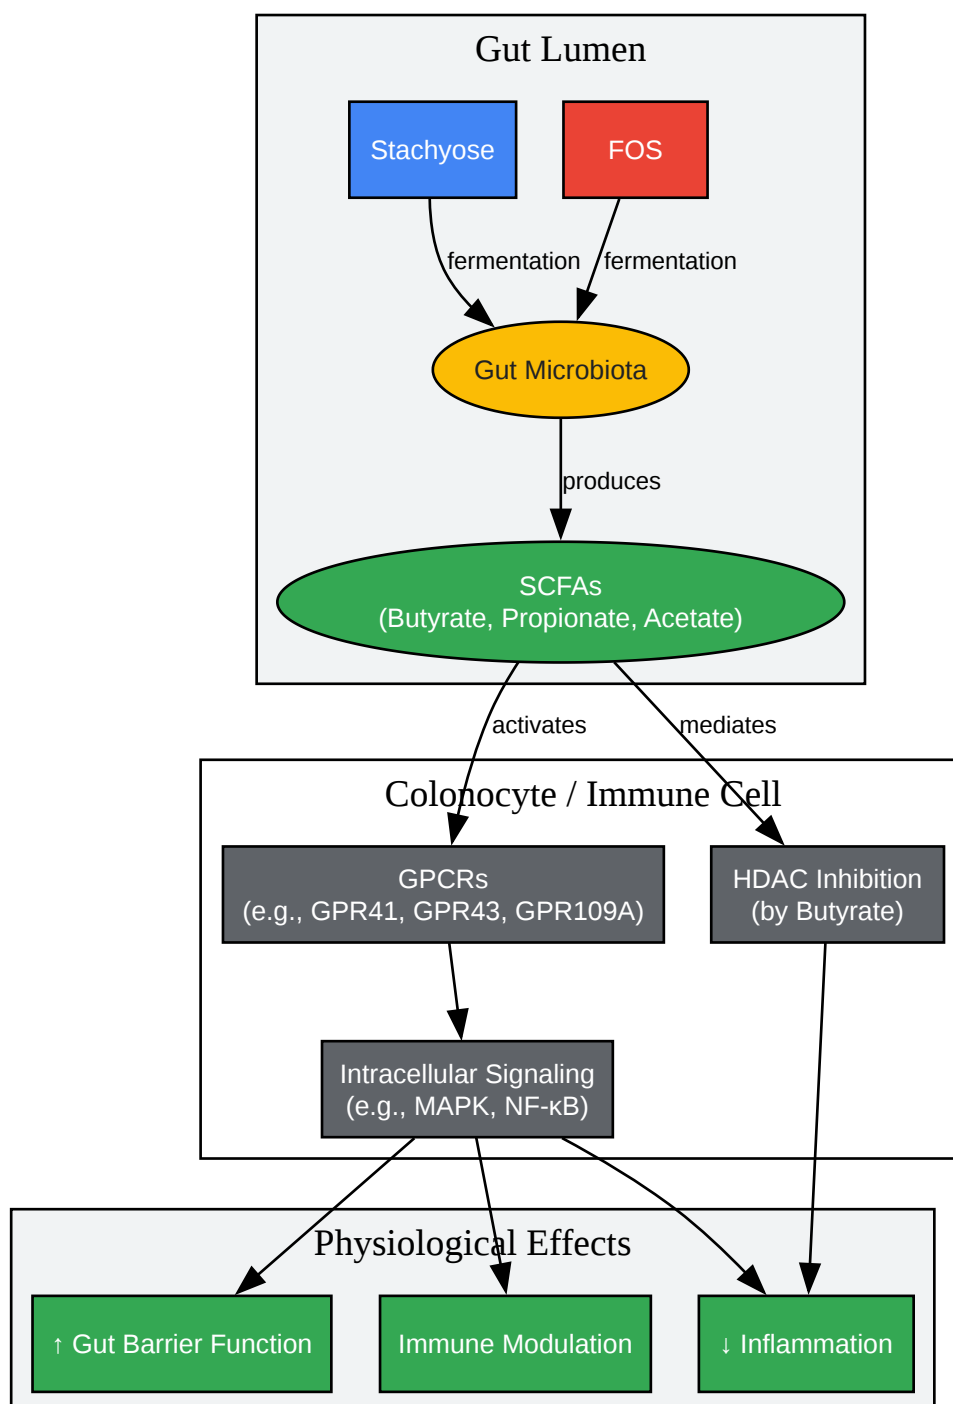 Gut Lumen
Stachyose
FOS
fermentation
fermentation
Gut Microbiota
produces
SCFAs
(Butyrate, Propionate, Acetate)
activates
mediates
Colonocyte / Immune Cell
GPCRs
(e.g., GPR41, GPR43, GPR109A)
HDAC Inhibition
(by Butyrate)
Intracellular Signaling
(e.g., MAPK, NF-κB)
Physiological Effects
↑ Gut Barrier Function
Immune Modulation
↓ Inflammation